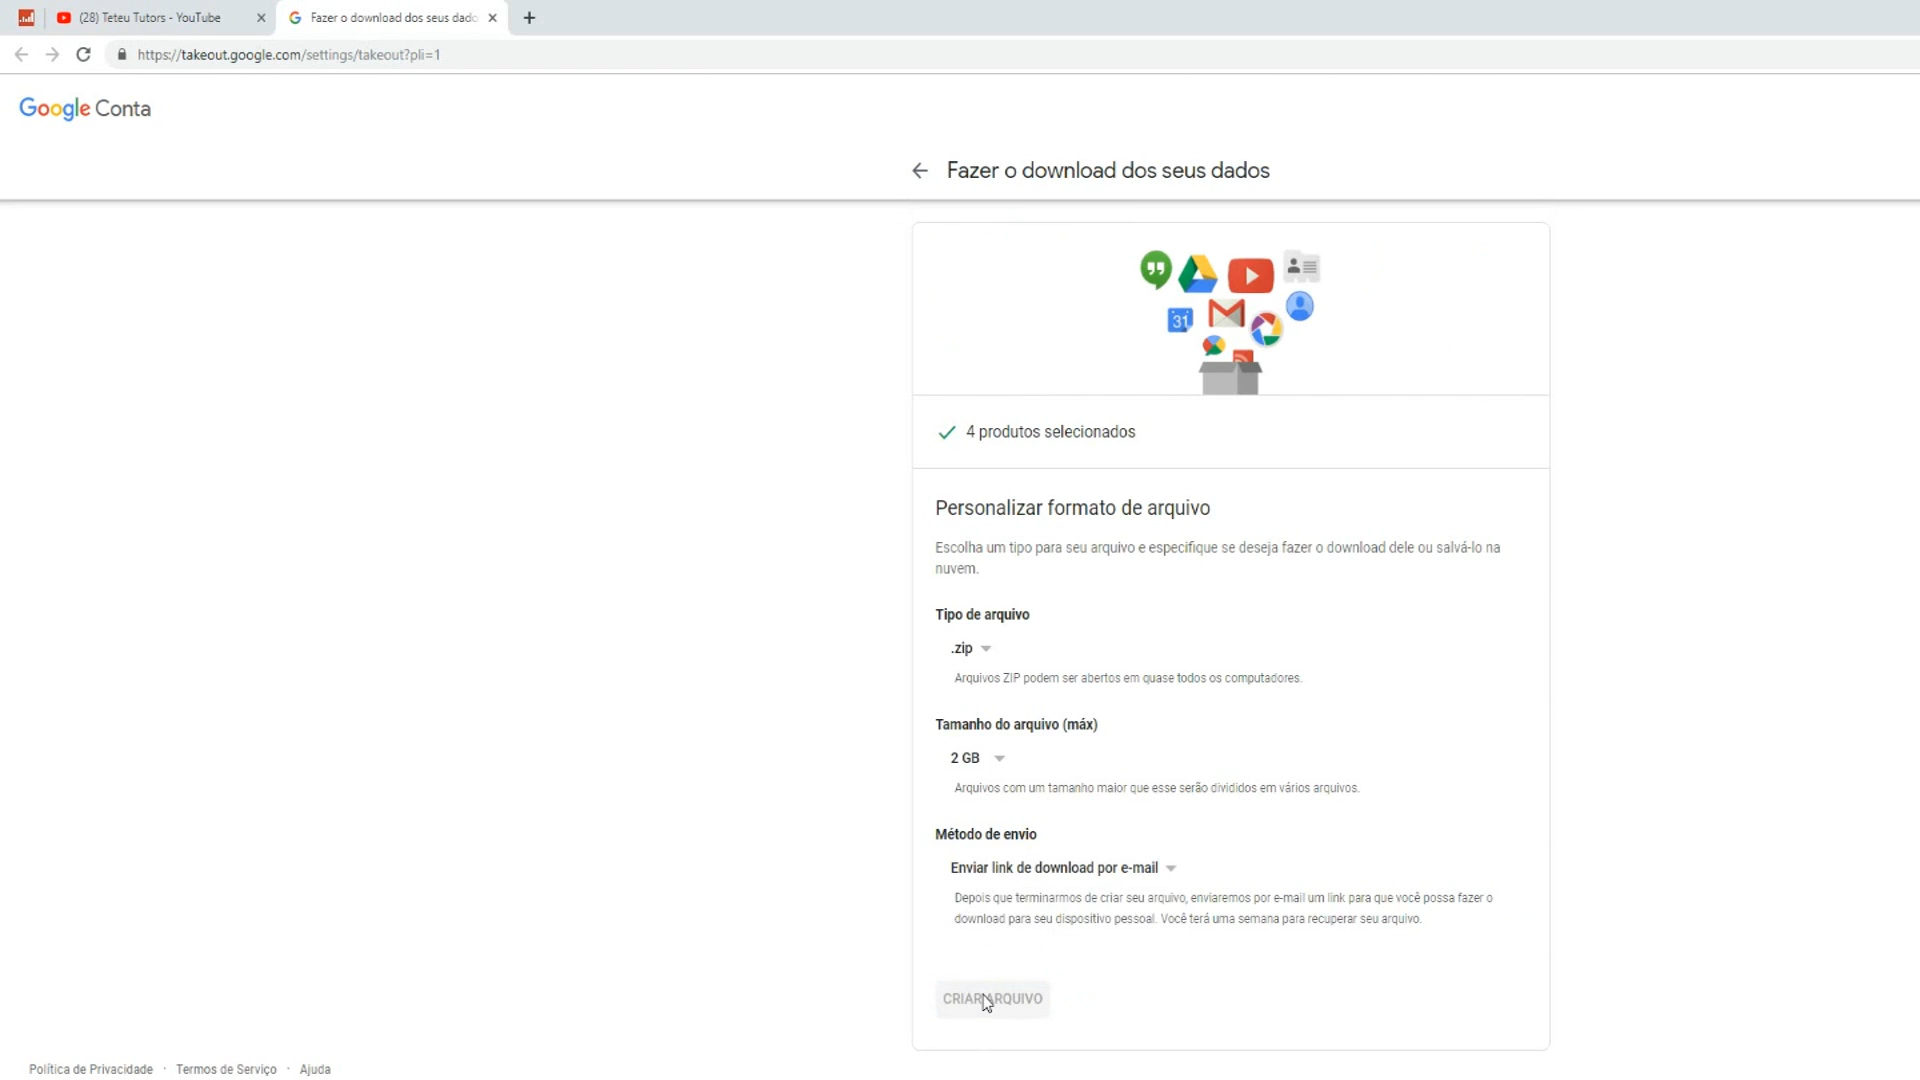 (28) Teteu Tutors - YouTube
Fazer o download dos seus dado
https://takeout.google.com/settings/takeout?pli=1
Google Conta
Fazer o download dos seus dados
31
4 produtos selecionados
Personalizar formato de arquivo
Escolha um tipo para seu arquivo e especifique se deseja fazer o download dele ou salvá-lo na
nuvem.
Tipo de arquivo
.zip
Arquivos ZIP podem ser abertos em quase todos os computadores.
Tamanho do arquivo (máx)
2 GB
Arquivos com um tamanho maior que esse serão divididos em vários arquivos.
Método de envio
Enviar link de download por e-mail
Depois que terminarmos de criar seu arquivo, enviaremos por e-mail um link para que você possa fazer o
download para seu dispositivo pessoal. Você terá uma semana para recuperar seu arquivo.
CRIAR ARQUIVO
Política de Privacidade · Termos de Serviço · Ajuda